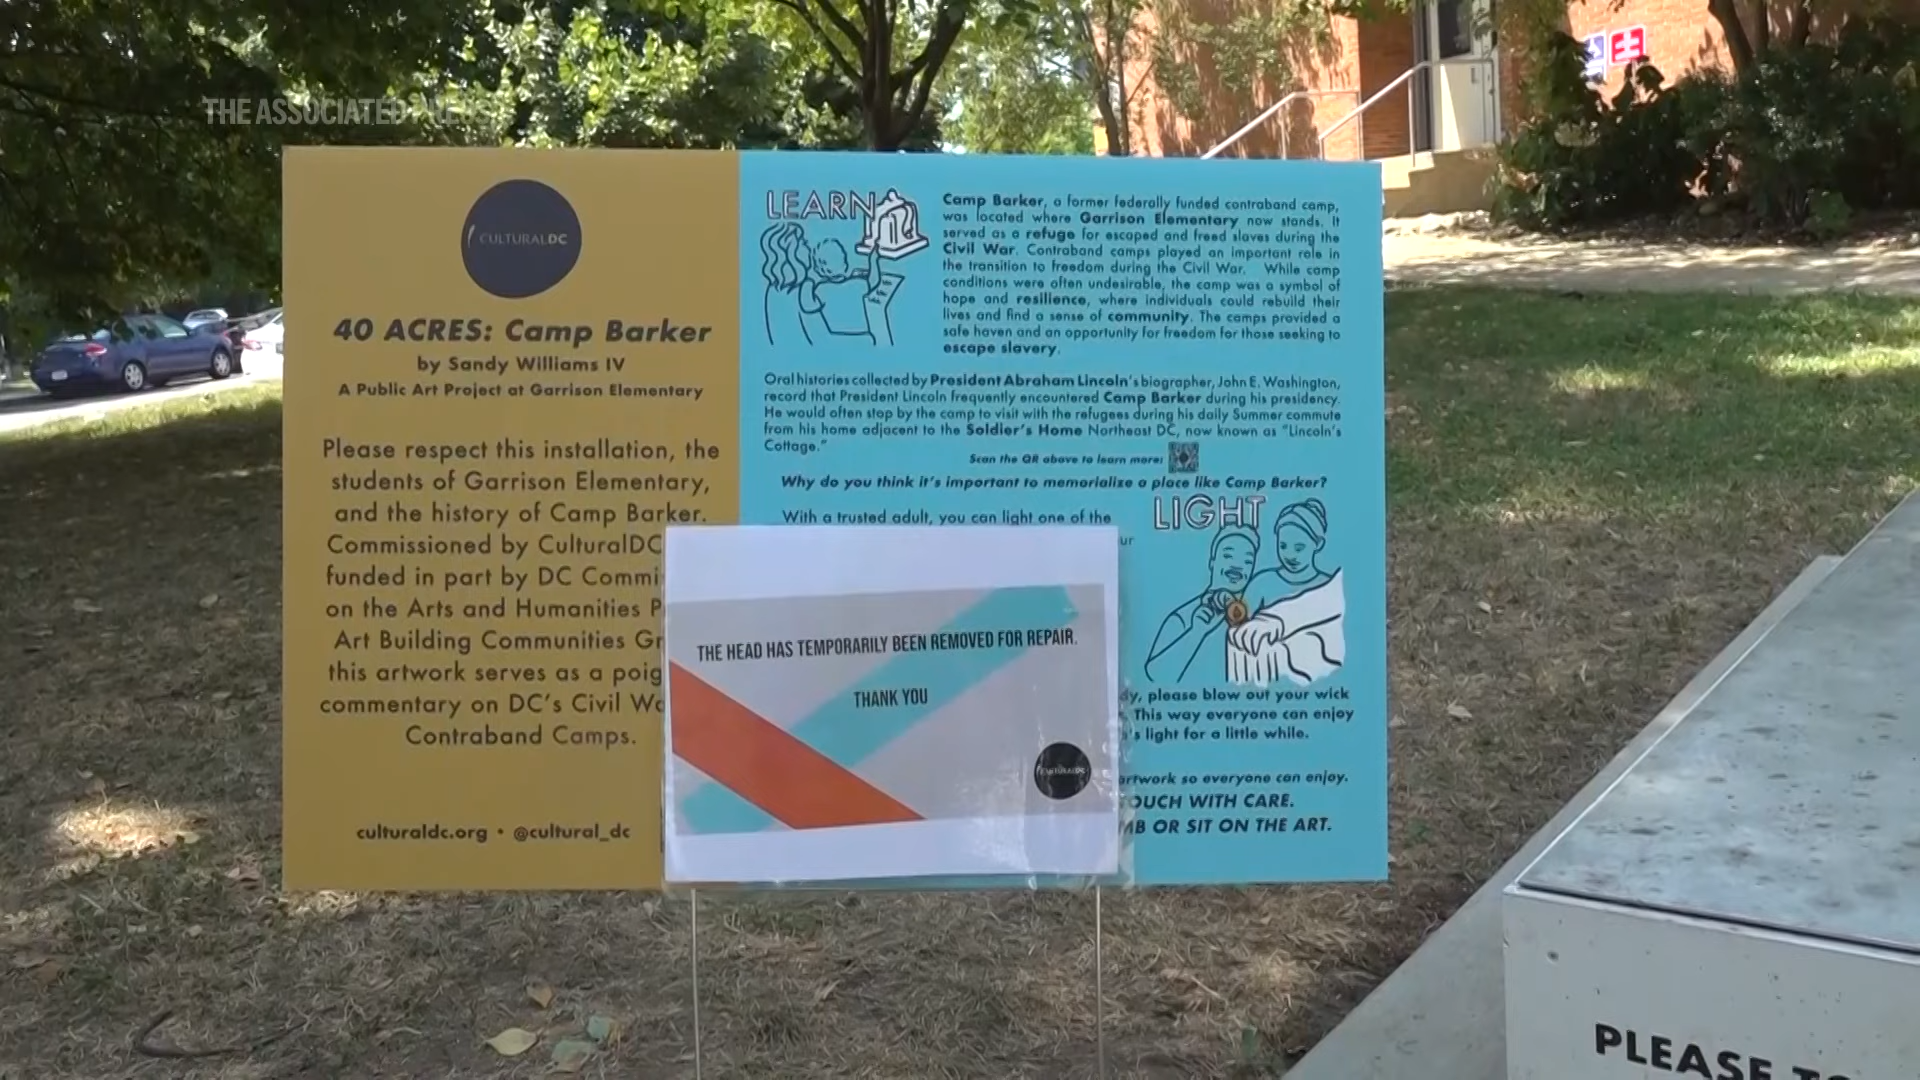 THE ASSOCIATED PRESS
CULTURALDC
40 ACRES: Camp Barker
by Sandy Williams IV
A Public Art Project at Garrison Elementary
Please respect this installation, the
students of Garrison Elementary,
and the history of Camp Barker.
Commissioned by CulturalDC
funded in part by DC Commi
on the Arts and Humanities P
Art Building Communities Gr
this artwork serves as a poig
commentary on DC's Civil Wa
Contraband Camps.
culturaldc.org • @cultural_dc
LEARN
Camp Barker, a former federally funded contraband camp,
was located where Garrison Elementary now stands. It
served as a refuge for escaped and freed slaves during the
Civil War. Contraband camps played an important role in
the transition to freedom during the Civil War. While camp
conditions were often undesirable, the camp was a symbol of
hope and resilience, where individuals could rebuild their
lives and find a sense of community. The camps provided a
safe haven and an opportunity for freedom for those seeking to
escape slavery.
Oral histories collected by President Abraham Lincoln's biographer, John E. Washington,
record that President Lincoln frequently encountered Camp Barker during his presidency.
He would often stop by the camp to visit with the refugees during his daily Summer commute
from his home adjacent to the Soldier's Home Northeast DC, now known as "Lincoln's
Cottage."
Scan the QR above to learn more:
Why do you think it's important to memorialize a place like Camp Barker?
LIGHT
With a trusted adult, you can light one of the
ur
dy, please blow out your wick
This way everyone can enjoy
's light for a little while.
artwork so everyone can enjoy.
OUCH WITH CARE.
MB OR SIT ON THE ART.
THE HEAD HAS TEMPORARILY BEEN REMOVED FOR REPAIR.
THANK YOU
CULTURALDC
PLEASE TO